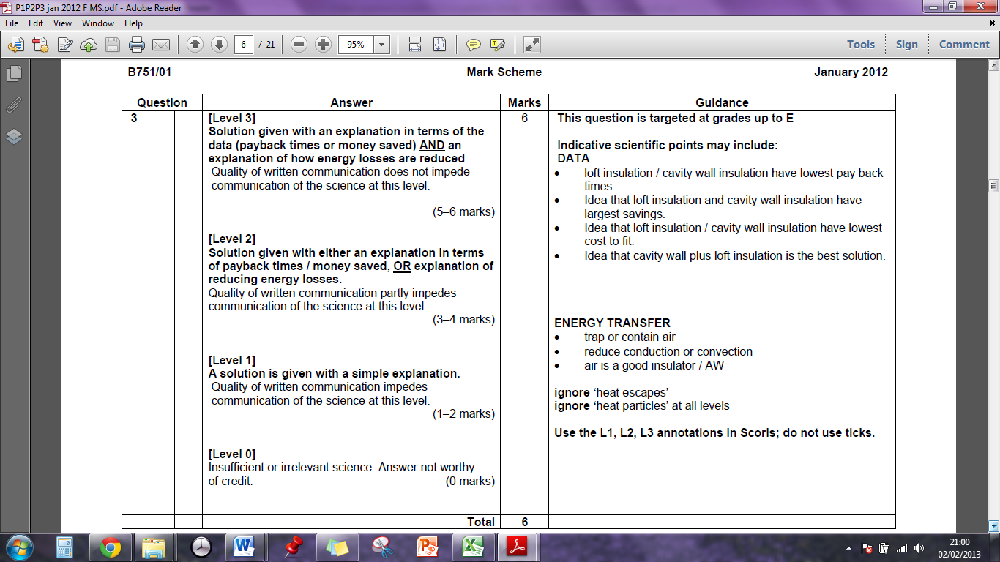 P1P2P3 jan 2012 F MS.pdf - Adobe Reader
File Edit View Window Help
6 / 21 95% Tools Sign Comment
B751/01 Mark Scheme January 2012
Question Answer Marks Guidance
3
[Level 3]
Solution given with an explanation in terms of the
data (payback times or money saved) AND an
explanation of how energy losses are reduced
Quality of written communication does not impede
communication of the science at this level.
(5–6 marks)
[Level 2]
Solution given with either an explanation in terms
of payback times / money saved, OR explanation of
reducing energy losses.
Quality of written communication partly impedes
communication of the science at this level.
(3–4 marks)
[Level 1]
A solution is given with a simple explanation.
Quality of written communication impedes
communication of the science at this level.
(1–2 marks)
[Level 0]
Insufficient or irrelevant science. Answer not worthy
of credit. (0 marks)
6
This question is targeted at grades up to E
Indicative scientific points may include:
DATA
• loft insulation / cavity wall insulation have lowest pay back
times.
• Idea that loft insulation and cavity wall insulation have
largest savings.
• Idea that loft insulation / cavity wall insulation have lowest
cost to fit.
• Idea that cavity wall plus loft insulation is the best solution.
ENERGY TRANSFER
• trap or contain air
• reduce conduction or convection
• air is a good insulator / AW
ignore ‘heat escapes’
ignore ‘heat particles’ at all levels
Use the L1, L2, L3 annotations in Scoris; do not use ticks.
Total 6
21:00
02/02/2013